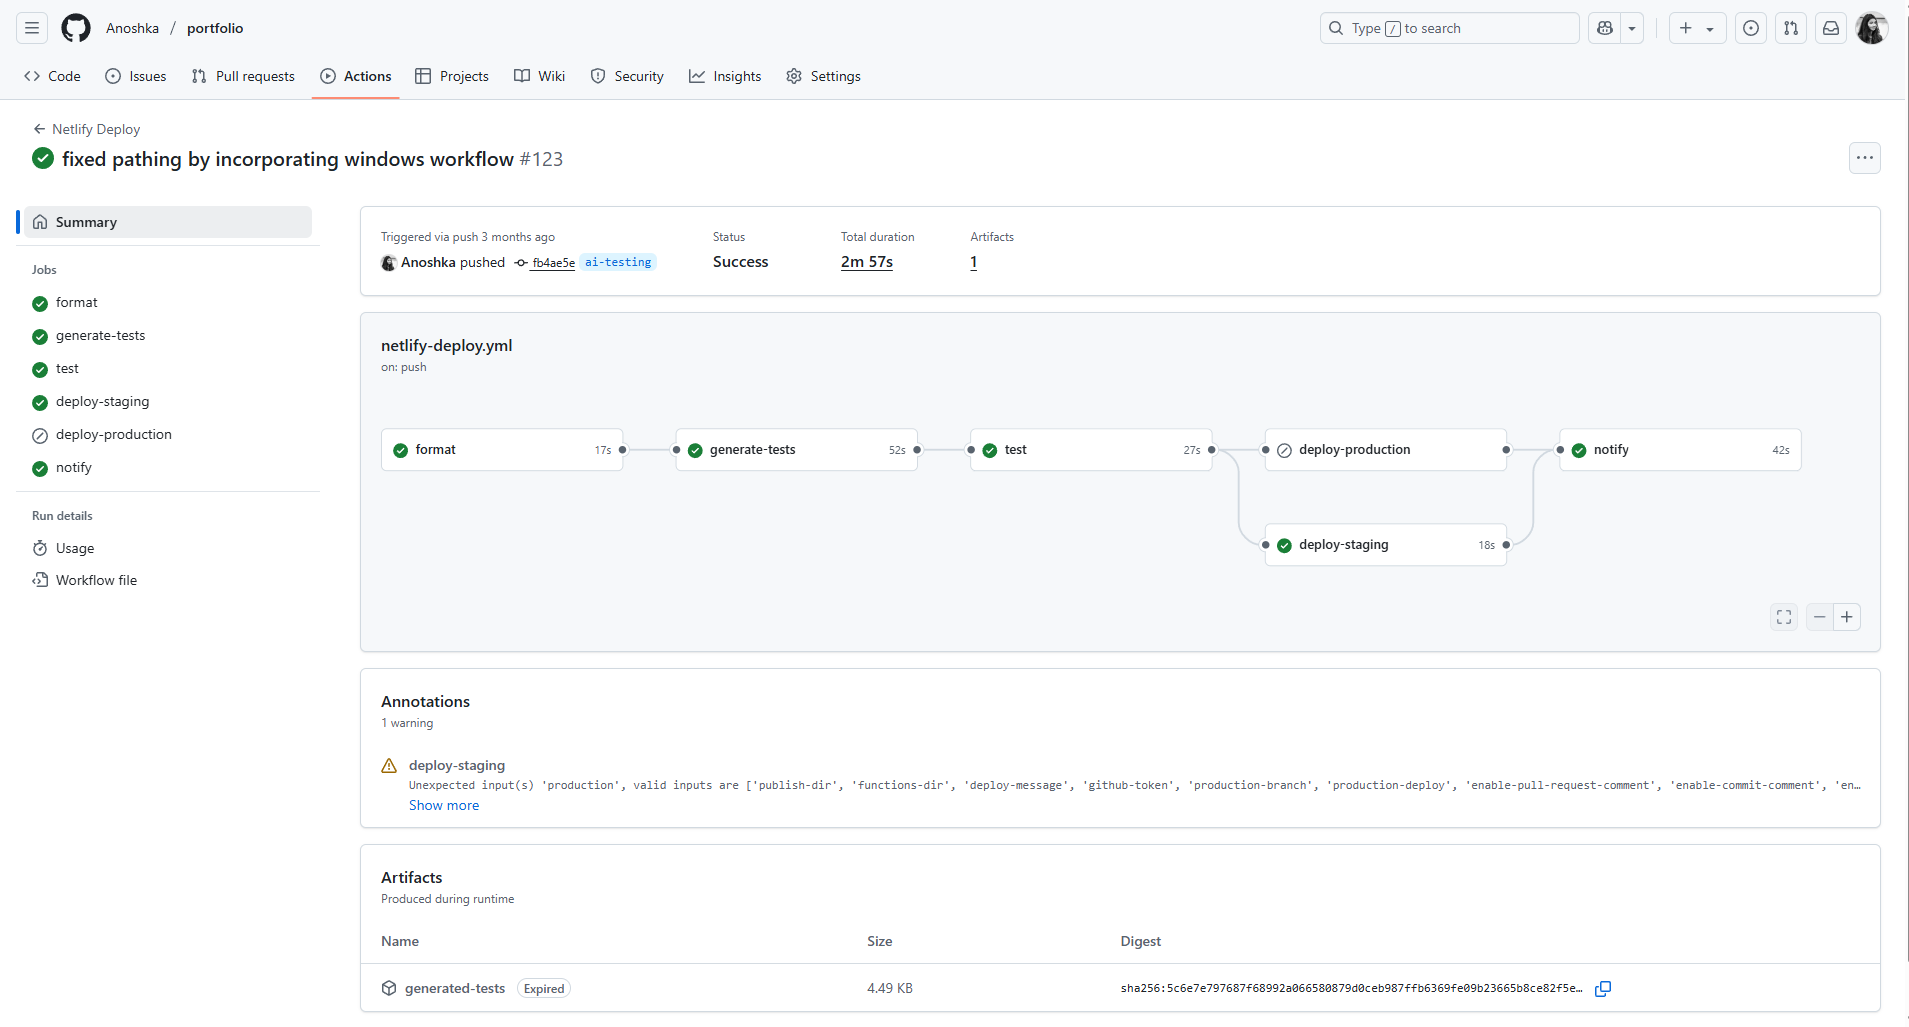 Anoshka / portfolio
Type / to search
Code
Issues
Pull requests
Actions
Projects
Wiki
Security
Insights
Settings
Netlify Deploy
fixed pathing by incorporating windows workflow #123
Summary
Jobs
format
generate-tests
test
deploy-staging
deploy-production
notify
Run details
Usage
Workflow file
Triggered via push 3 months ago
Anoshka pushed fb4ae5e ai-testing
Status
Success
Total duration
2m 57s
Artifacts
1
netlify-deploy.yml
on: push
format 17s
generate-tests 52s
test 27s
deploy-production
notify 42s
deploy-staging 18s
Annotations
1 warning
deploy-staging
Unexpected input(s) 'production', valid inputs are ['publish-dir', 'functions-dir', 'deploy-message', 'github-token', 'production-branch', 'production-deploy', 'enable-pull-request-comment', 'enable-commit-comment', 'en…
Show more
Artifacts
Produced during runtime
Name Size Digest
generated-tests Expired 4.49 KB sha256:5c6e7e797687f68992a066580879d0ceb987ffb6369fe09b23665b8ce82f5e…